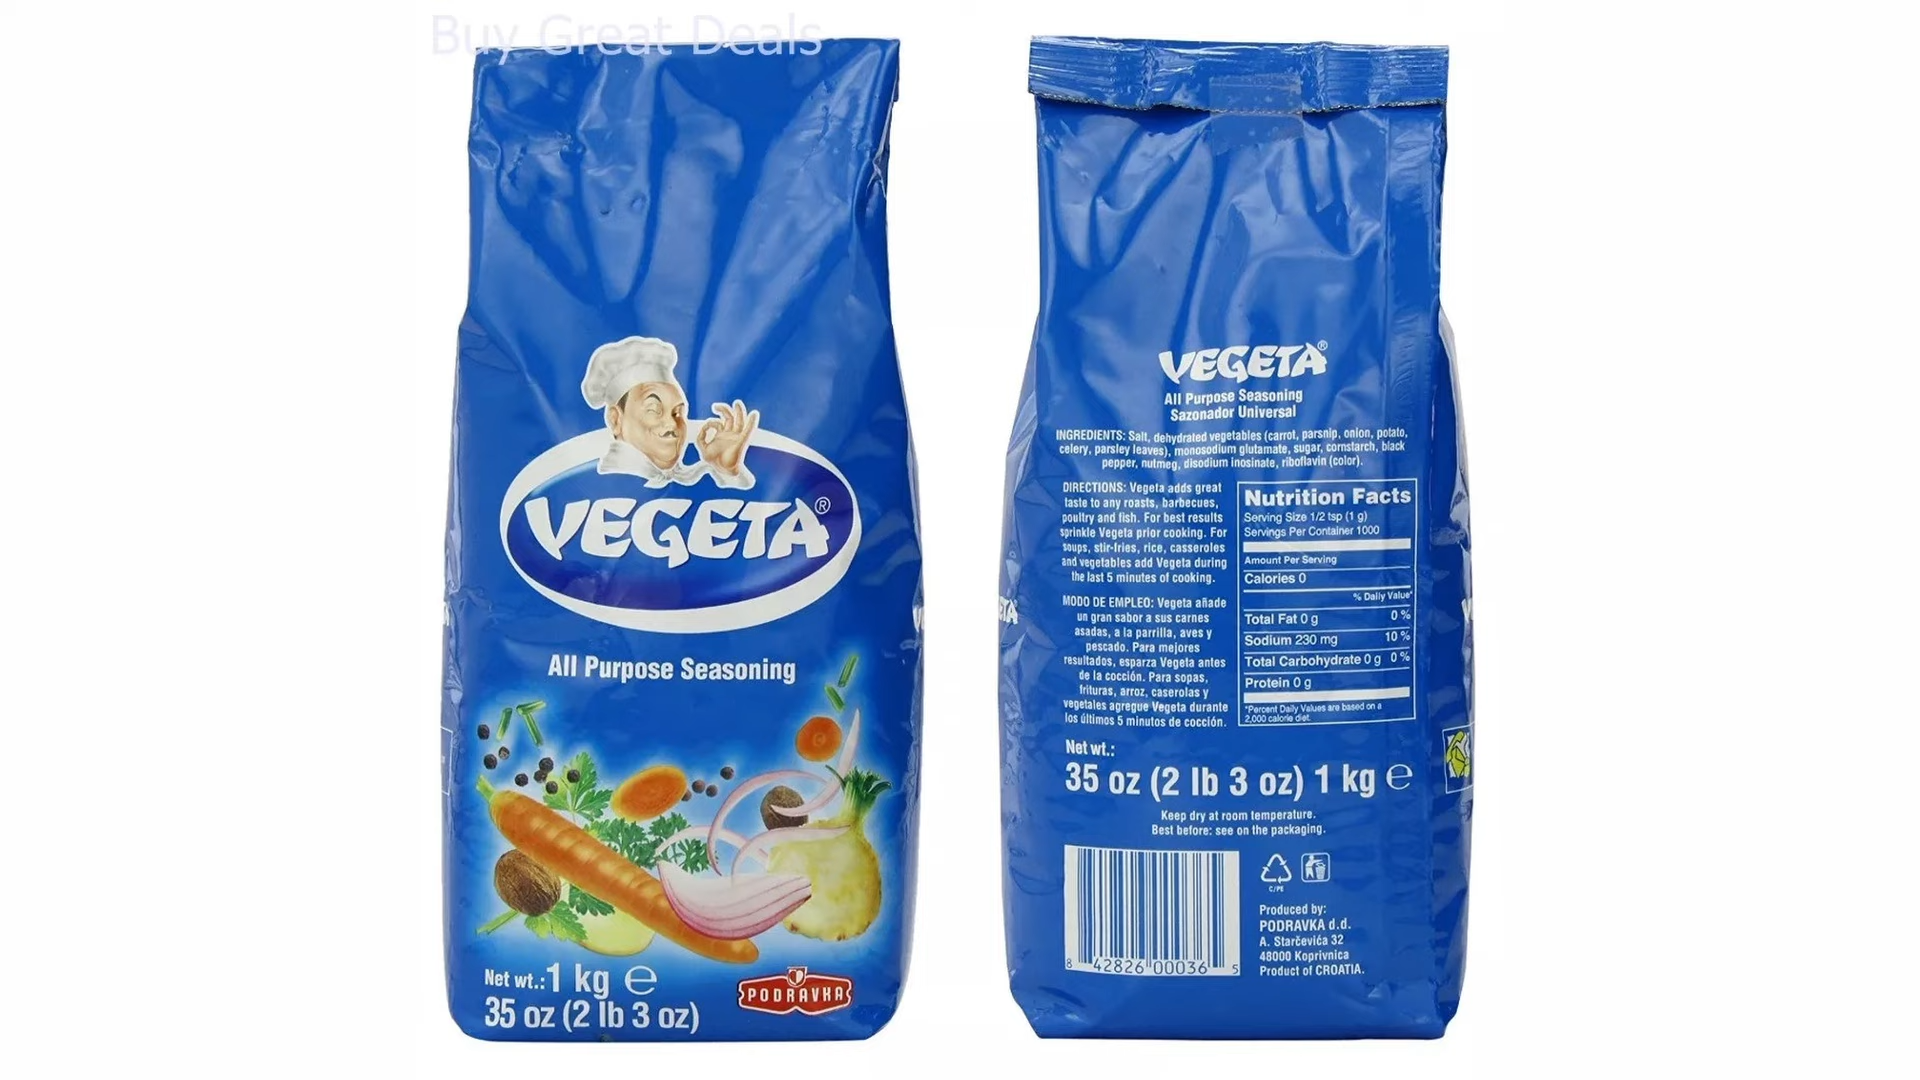 Buy Great Deals
VEGETA®
All Purpose Seasoning
Net wt.: 1 kg ℮
35 oz (2 lb 3 oz)
PODRAVKA
VEGETA®
All Purpose Seasoning
Sazonador Universal
INGREDIENTS: Salt, dehydrated vegetables (carrot, parsnip, onion, potato,
celery, parsley leaves), monosodium glutamate, sugar, cornstarch, black
pepper, nutmeg, disodium inosinate, riboflavin (color).
DIRECTIONS: Vegeta adds great
taste to any roasts, barbecues,
poultry and fish. For best results
sprinkle Vegeta prior cooking. For
soups, stir-fries, rice, casseroles
and vegetables add Vegeta during
the last 5 minutes of cooking.
MODO DE EMPLEO: Vegeta añade
un gran sabor a sus carnes
asadas, a la parrilla, aves y
pescado. Para mejores
resultados, esparza Vegeta antes
de la cocción. Para sopas,
frituras, arroz, caserolas y
vegetales agregue Vegeta durante
los últimos 5 minutos de cocción.
Nutrition Facts
Serving Size 1/2 tsp (1 g)
Servings Per Container 1000
Amount Per Serving
Calories 0
% Daily Value*
Total Fat 0 g 0 %
Sodium 230 mg 10 %
Total Carbohydrate 0 g 0 %
Protein 0 g
*Percent Daily Values are based on a
2,000 calorie diet.
Net wt.:
35 oz (2 lb 3 oz) 1 kg ℮
Keep dry at room temperature.
Best before: see on the packaging.
8 42826 00036 5
C/PE
Produced by:
PODRAVKA d.d.
A. Starčevića 32
48000 Koprivnica
Product of CROATIA.